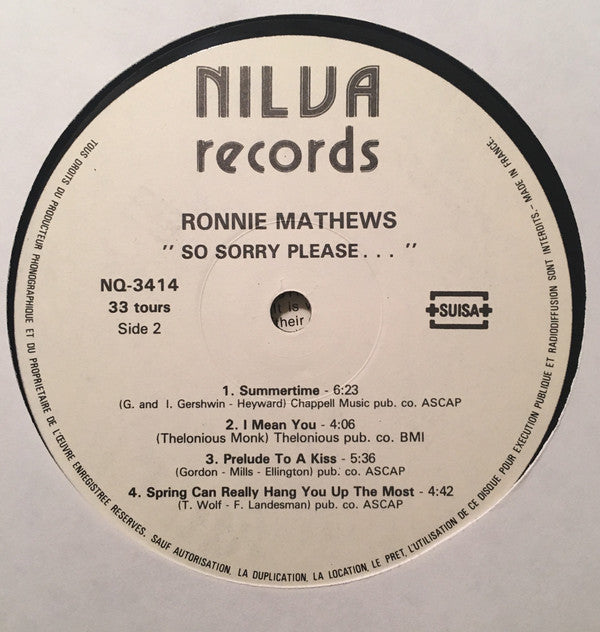 NILVA
records
RONNIE MATHEWS
" SO SORRY PLEASE. . . "
NQ-3414
33 tours
Side 2
SUISA
it is
their
1. Summertime - 6:23
(G. and I. Gershwin - Heyward) Chappell Music pub. co. ASCAP
2. I Mean You - 4:06
(Thelonious Monk) Thelonious pub. co. BMI
3. Prelude To A Kiss - 5:36
(Gordon - Mills - Ellington) pub. co. ASCAP
4. Spring Can Really Hang You Up The Most - 4:42
(T. Wolf - F. Landesman) pub. co. ASCAP
TOUS DROITS DU PRODUCTEUR PHONOGRAPHIQUE ET DU PROPRIETAIRE DE L'ŒUVRE ENREGISTREE RESERVES. SAUF AUTORISATION, LA DUPLICATION, LA LOCATION, LE PRET, L'UTILISATION DE CE DISQUE POUR EXECUTION PUBLIQUE ET RADIODIFFUSION SONT INTERDITS. - MADE IN FRANCE.